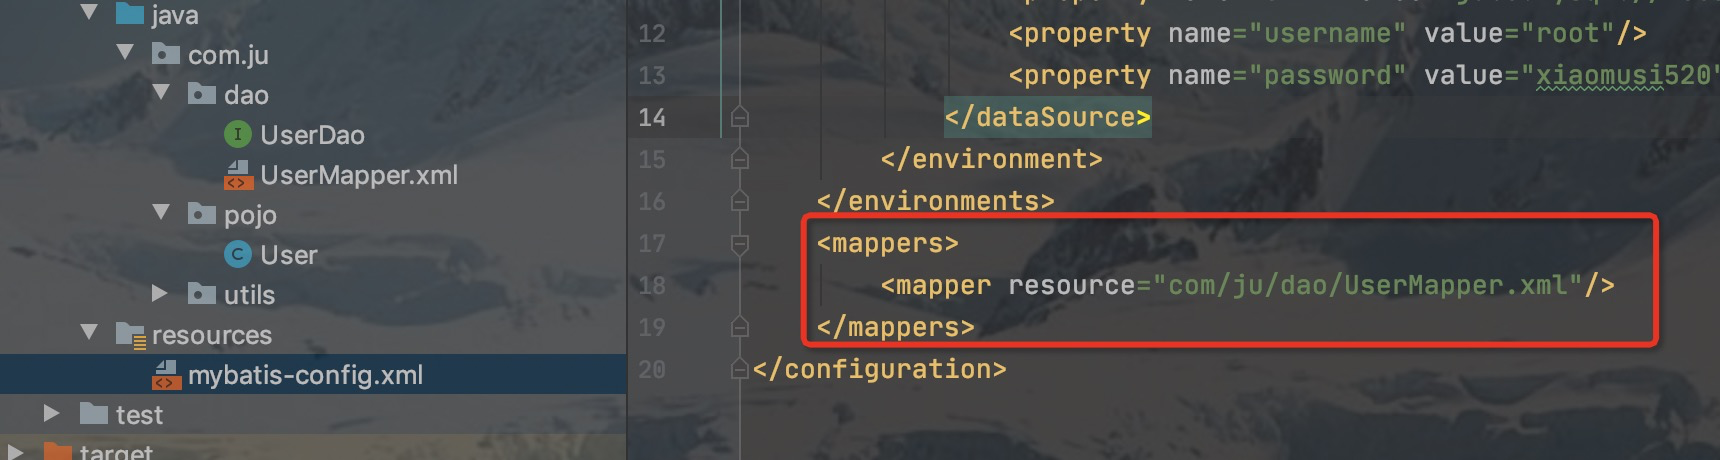 java
com.ju
dao
UserDao
UserMapper.xml
pojo
User
utils
resources
mybatis-config.xml
test
target
12 <property name="username" value="root"/>
13 <property name="password" value="xiaomusi520"
14 </dataSource>
15 </environment>
16 </environments>
17 <mappers>
18 <mapper resource="com/ju/dao/UserMapper.xml"/>
19 </mappers>
20 </configuration>